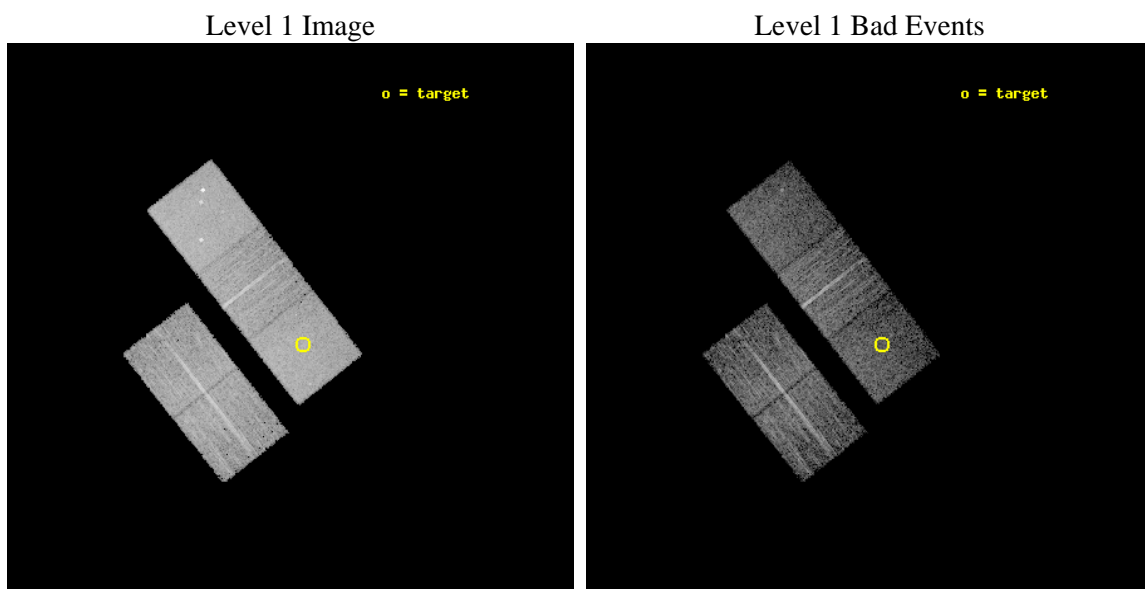 Level 1 Image
Level 1 Bad Events
o = target
o = target